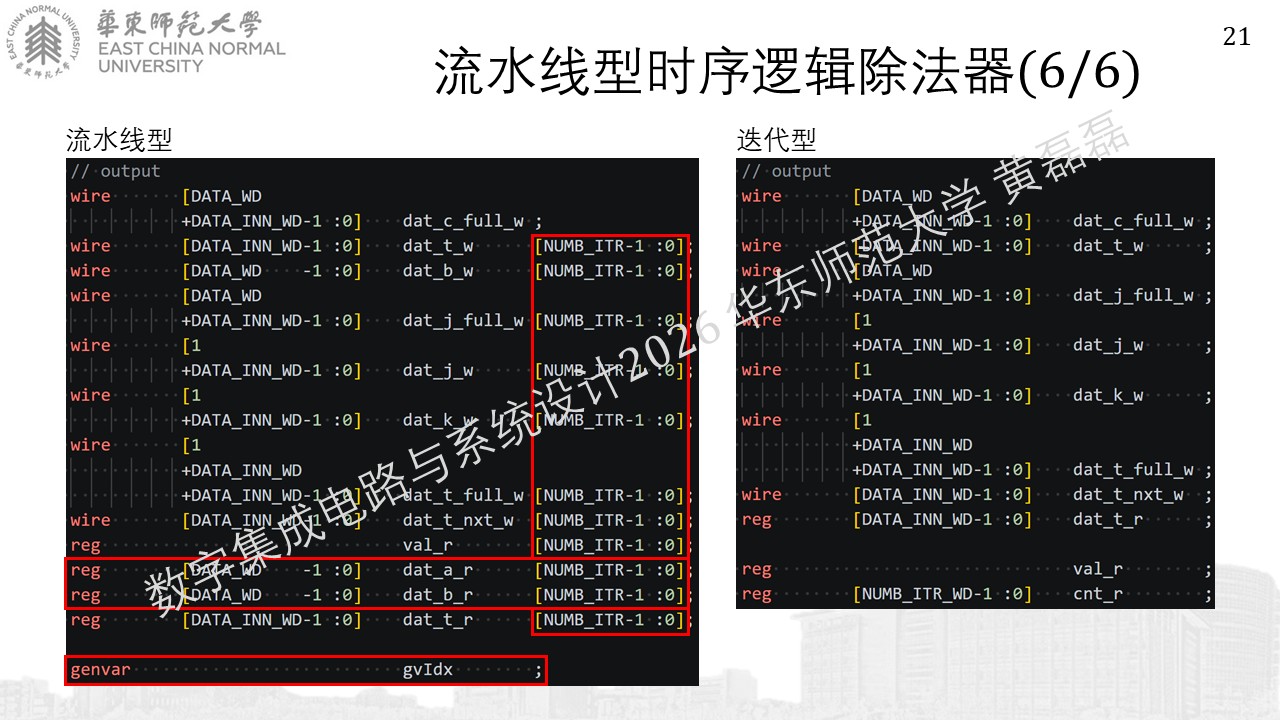 華東師範大學
EAST CHINA NORMAL
UNIVERSITY
21
流水线型时序逻辑除法器(6/6)
流水线型
// output
wire [DATA_WD
+DATA_INN_WD-1 :0] dat_c_full_w ;
wire [DATA_INN_WD-1 :0] dat_t_w [NUMB_ITR-1 :0];
wire [DATA_WD -1 :0] dat_b_w [NUMB_ITR-1 :0];
wire [DATA_WD
+DATA_INN_WD-1 :0] dat_j_full_w [NUMB_ITR-1 :0];
wire [1
+DATA_INN_WD-1 :0] dat_j_w [NUMB_ITR-1 :0];
wire [1
+DATA_INN_WD-1 :0] dat_k_w [NUMB_ITR-1 :0];
wire [1
+DATA_INN_WD
+DATA_INN_WD-1 :0] dat_t_full_w [NUMB_ITR-1 :0];
wire [DATA_INN_WD-1 :0] dat_t_nxt_w [NUMB_ITR-1 :0];
reg val_r [NUMB_ITR-1 :0];
reg [DATA_WD -1 :0] dat_a_r [NUMB_ITR-1 :0];
reg [DATA_WD -1 :0] dat_b_r [NUMB_ITR-1 :0];
reg [DATA_INN_WD-1 :0] dat_t_r [NUMB_ITR-1 :0];
genvar gvIdx ;
迭代型
// output
wire [DATA_WD
+DATA_INN_WD-1 :0] dat_c_full_w ;
wire [DATA_INN_WD-1 :0] dat_t_w ;
wire [DATA_WD
+DATA_INN_WD-1 :0] dat_j_full_w ;
wire [1
+DATA_INN_WD-1 :0] dat_j_w ;
wire [1
+DATA_INN_WD-1 :0] dat_k_w ;
wire [1
+DATA_INN_WD
+DATA_INN_WD-1 :0] dat_t_full_w ;
wire [DATA_INN_WD-1 :0] dat_t_nxt_w ;
reg [DATA_INN_WD-1 :0] dat_t_r ;
reg val_r ;
reg [NUMB_ITR_WD-1 :0] cnt_r ;
数字集成电路与系统设计2026 华东师范大学 黄磊磊